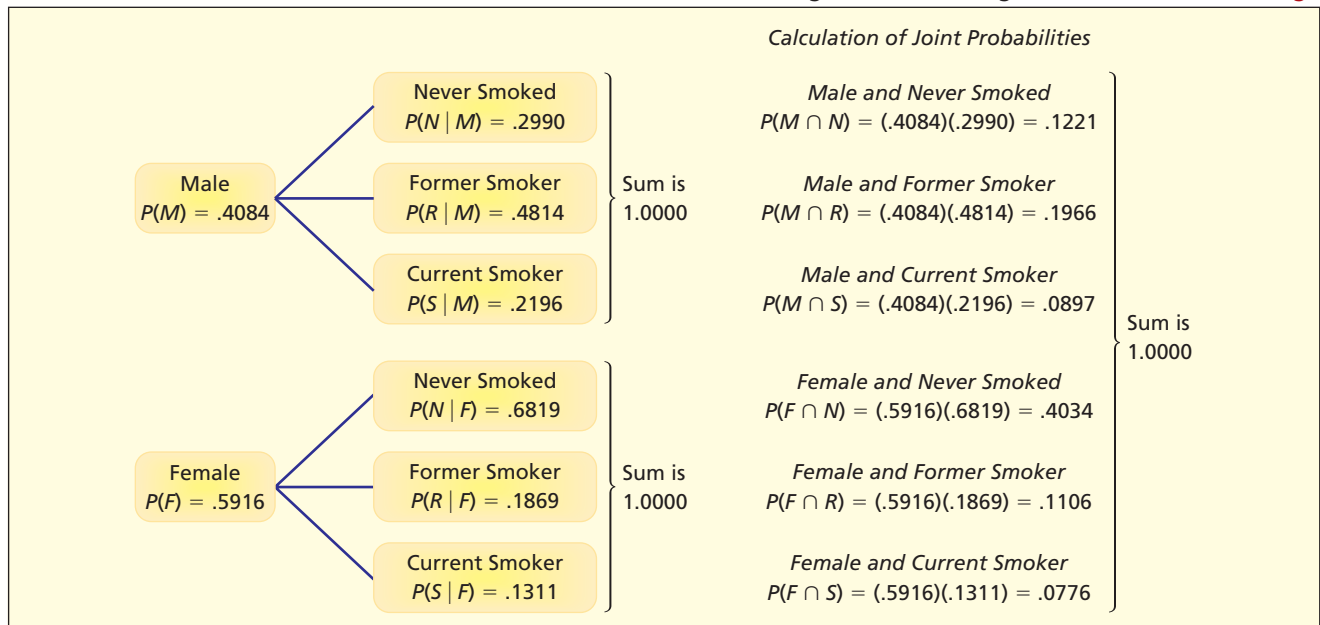 Calculation of Joint Probabilities
Male
P(M) = .4084
Never Smoked
P(N | M) = .2990
Former Smoker
P(R | M) = .4814
Current Smoker
P(S | M) = .2196
Sum is
1.0000
Male and Never Smoked
P(M ∩ N) = (.4084)(.2990) = .1221
Male and Former Smoker
P(M ∩ R) = (.4084)(.4814) = .1966
Male and Current Smoker
P(M ∩ S) = (.4084)(.2196) = .0897
Female
P(F) = .5916
Never Smoked
P(N | F) = .6819
Former Smoker
P(R | F) = .1869
Current Smoker
P(S | F) = .1311
Sum is
1.0000
Female and Never Smoked
P(F ∩ N) = (.5916)(.6819) = .4034
Female and Former Smoker
P(F ∩ R) = (.5916)(.1869) = .1106
Female and Current Smoker
P(F ∩ S) = (.5916)(.1311) = .0776
Sum is
1.0000